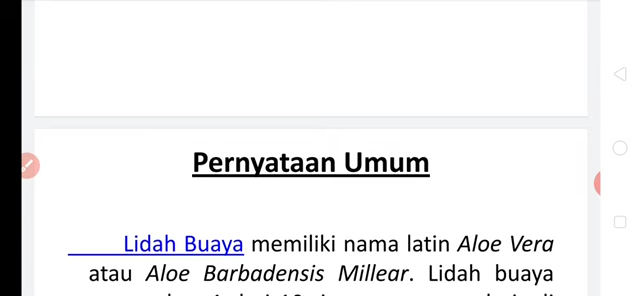 Pernyataan Umum
Lidah Buaya memiliki nama latin Aloe Vera
atau Aloe Barbadensis Millear. Lidah buaya